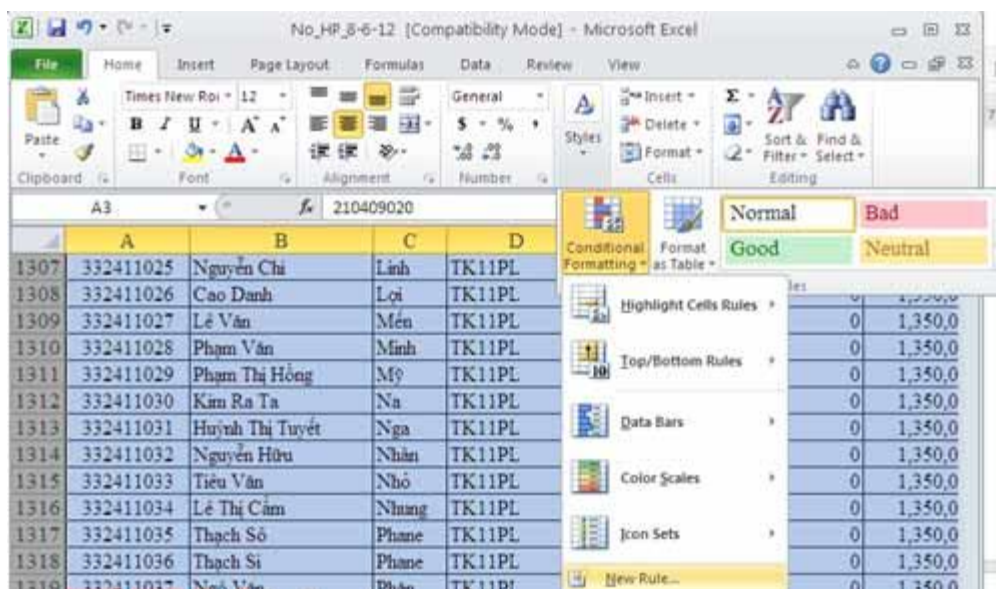 No_HP_8-6-12 [Compatibility Mode] - Microsoft Excel
File Home Insert Page Layout Formulas Data Review View
Times New Roi 12 General Insert Σ
Paste B I U A A $ % , Styles Delete Sort & Find &
Format Filter Select
Clipboard Font Alignment Number Cells Editing
A3 fx 210409020
Conditional Formatting Format as Table Normal Bad
Good Neutral
A B C D
1307 332411025 Nguyễn Chi Linh TK11PL
1308 332411026 Cao Danh Lợi TK11PL 0
1309 332411027 Lê Văn Mến TK11PL 0 1,350,0
1310 332411028 Phạm Văn Minh TK11PL 0 1,350,0
1311 332411029 Phạm Thị Hồng Mỹ TK11PL 0 1,350,0
1312 332411030 Kim Ra Ta Na TK11PL 0 1,350,0
1313 332411031 Huỳnh Thị Tuyết Nga TK11PL 0 1,350,0
1314 332411032 Nguyễn Hữu Nhân TK11PL 0 1,350,0
1315 332411033 Tiêu Văn Nhỏ TK11PL 0 1,350,0
1316 332411034 Lê Thị Cẩm Nhung TK11PL 0 1,350,0
1317 332411035 Thạch Sô Phane TK11PL 0 1,350,0
1318 332411036 Thạch Si Phane TK11PL 0 1,350,0
1319 332411037 Ngô Văn TK11PL 0 1,350,0
Highlight Cells Rules
Top/Bottom Rules
Data Bars
Color Scales
Icon Sets
New Rule...